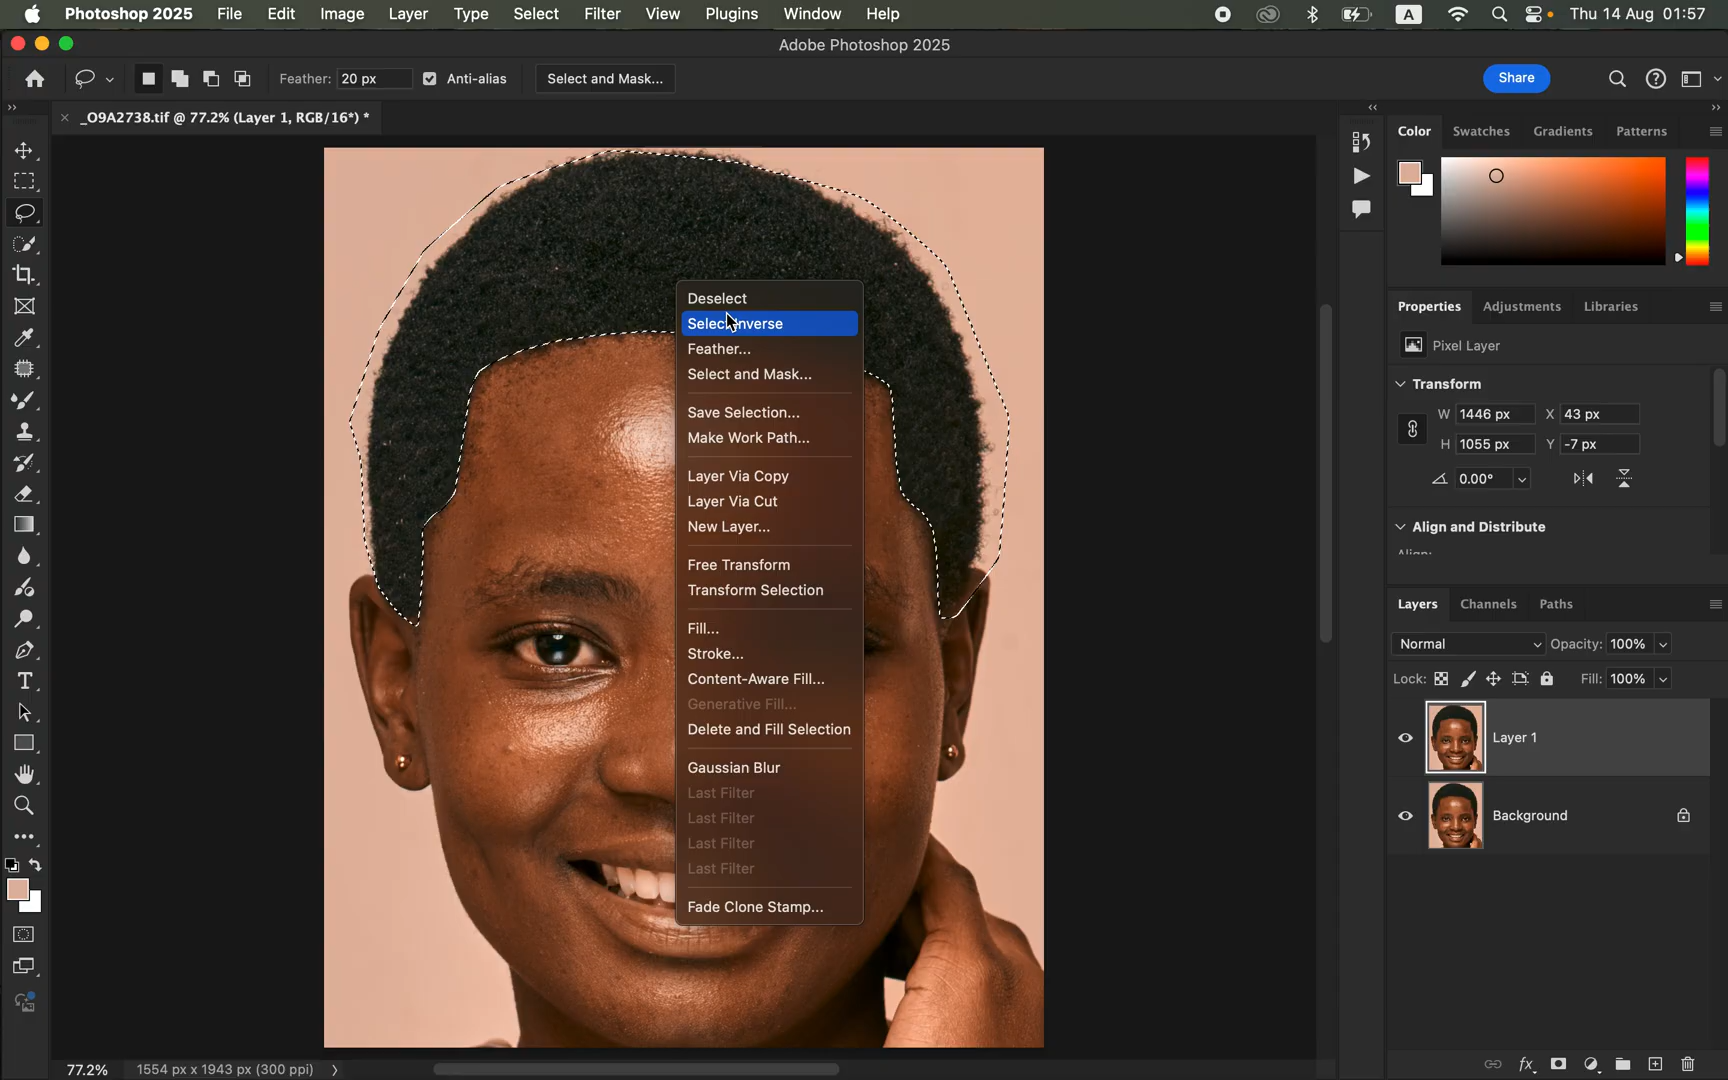 Photoshop 2025 File Edit Image Layer Type Select Filter View Plugins Window Help A Thu 14 Aug 01:57
Adobe Photoshop 2025
Feather: 20 px Anti-alias Select and Mask... Share
_O9A2738.tif @ 77.2% (Layer 1, RGB/16*) *
Color Swatches Gradients Patterns
Deselect
Select Inverse
Feather...
Select and Mask...
Save Selection...
Make Work Path...
Layer Via Copy
Layer Via Cut
New Layer...
Free Transform
Transform Selection
Fill...
Stroke...
Content-Aware Fill...
Generative Fill...
Delete and Fill Selection
Gaussian Blur
Last Filter
Last Filter
Last Filter
Last Filter
Fade Clone Stamp...
Properties Adjustments Libraries
Pixel Layer
Transform
W 1446 px X 43 px
H 1055 px Y -7 px
0.00°
Align and Distribute
Align:
Layers Channels Paths
Normal Opacity: 100%
Lock: Fill: 100%
Layer 1
Background
fx
77.2% 1554 px x 1943 px (300 ppi)